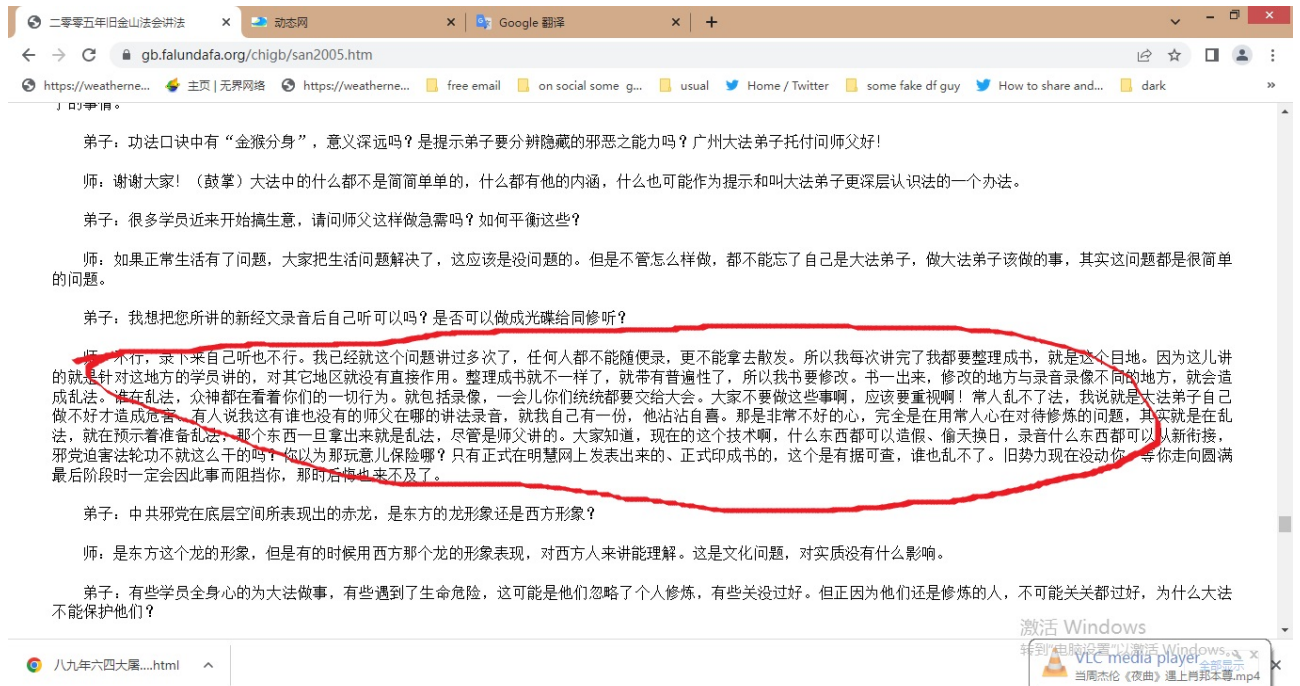 二零零五年旧金山法会讲法
动态网
Google 翻译
gb.falundafa.org/chigb/san2005.htm
https://weatherne...
主页 | 无界网络
https://weatherne...
free email
on social some g...
usual
Home / Twitter
some fake df guy
How to share and...
dark
»
了的事情。
弟子：功法口诀中有“金猴分身”，意义深远吗？是提示弟子要分辨隐藏的邪恶之能力吗？广州大法弟子托付问师父好！
师：谢谢大家！（鼓掌）大法中的什么都不是简简单单的，什么都有他的内涵，什么也可能作为提示和叫大法弟子更深层认识法的一个办法。
弟子：很多学员近来开始搞生意，请问师父这样做急需吗？如何平衡这些？
师：如果正常生活有了问题，大家把生活问题解决了，这应该是没问题的。但是不管怎么样做，都不能忘了自己是大法弟子，做大法弟子该做的事，其实这问题都是很简单
的问题。
弟子：我想把您所讲的新经文录音后自己听可以吗？是否可以做成光碟给同修听？
师：不行，录下来自己听也不行。我已经就这个问题讲过多次了，任何人都不能随便录，更不能拿去散发。所以我每次讲完了我都要整理成书，就是这个目地。因为这儿讲
的就是针对这地方的学员讲的，对其它地区就没有直接作用。整理成书就不一样了，就带有普遍性了，所以我书要修改。书一出来，修改的地方与录音录像不同的地方，就会造
成乱法。谁在乱法，众神都在看着你们的一切行为。就包括录像，一会儿你们统统都要交给大会。大家不要做这些事啊，应该要重视啊！常人乱不了法，我说就是大法弟子自己
做不好才造成危害。有人说我这有谁也没有的师父在哪的讲法录音，就我自己有一份，他沾沾自喜。那是非常不好的心，完全是在用常人心在对待修炼的问题，其实就是在乱
法，就在预示着准备乱法，那个东西一旦拿出来就是乱法，尽管是师父讲的。大家知道，现在的这个技术啊，什么东西都可以造假、偷天换日，录音什么东西都可以从新衔接，
邪党迫害法轮功不就这么干的吗？你以为那玩意儿保险哪？只有正式在明慧网上发表出来的、正式印成书的，这个是有据可查，谁也乱不了。旧势力现在没动你，等你走向圆满
最后阶段时一定会因此事而阻挡你，那时后悔也来不及了。
弟子：中共邪党在底层空间所表现出的赤龙，是东方的龙形象还是西方形象？
师：是东方这个龙的形象，但是有的时候用西方那个龙的形象表现，对西方人来讲能理解。这是文化问题，对实质没有什么影响。
弟子：有些学员全身心的为大法做事，有些遇到了生命危险，这可能是他们忽略了个人修炼，有些关没过好。但正因为他们还是修炼的人，不可能关关都过好，为什么大法
不能保护他们？
激活 Windows
转到“电脑设置”以激活 Windows。
八九年六四大屠....html
VLC media player
全部显示
当周杰伦《夜曲》遇上肖邦本尊.mp4